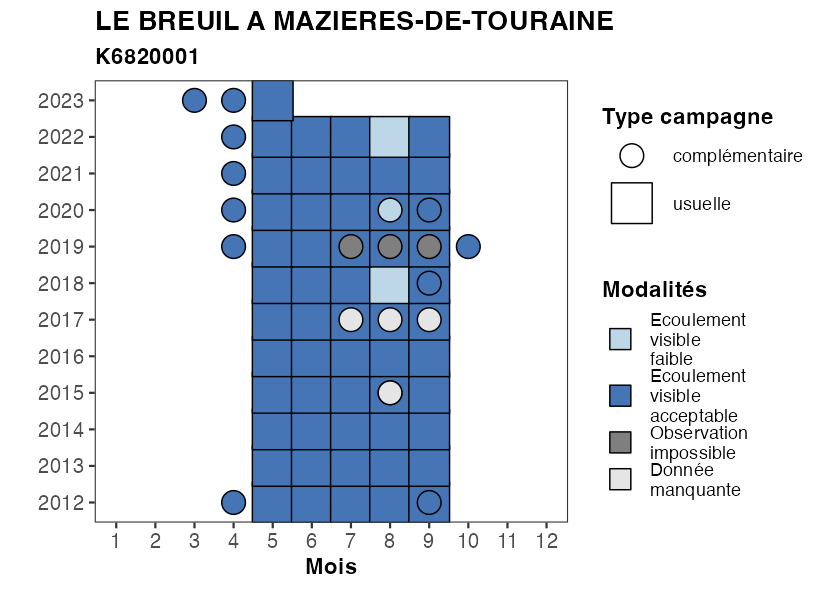 LE BREUIL A MAZIERES-DE-TOURAINE
K6820001
2023
2022
2021
2020
2019
2018
2017
2016
2015
2014
2013
2012
1 2 3 4 5 6 7 8 9 10 11 12
Mois
Type campagne
complémentaire
usuelle
Modalités
Ecoulement
visible
faible
Ecoulement
visible
acceptable
Observation
impossible
Donnée
manquante